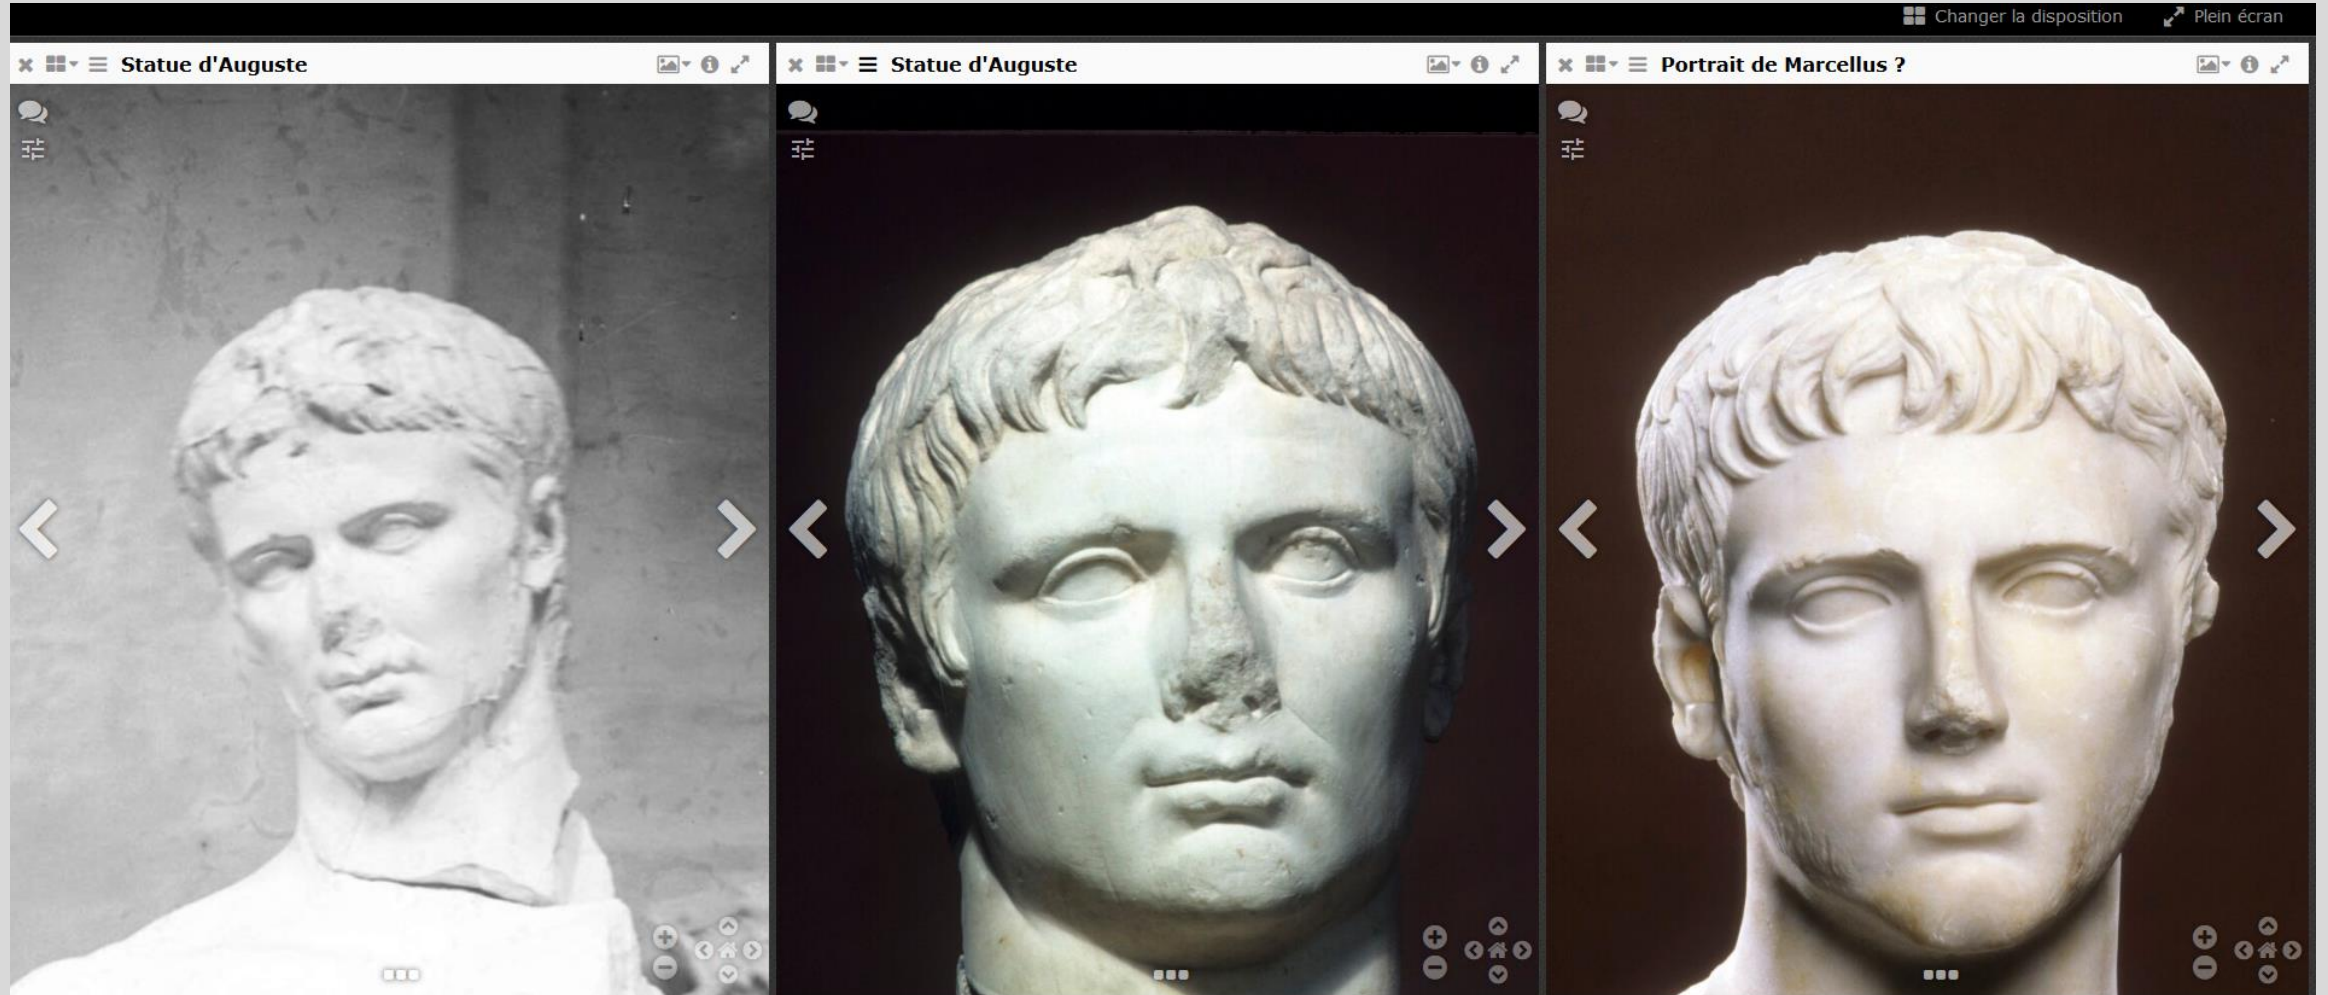 Changer la disposition Plein écran
Statue d'Auguste
Statue d'Auguste
Portrait de Marcellus ?